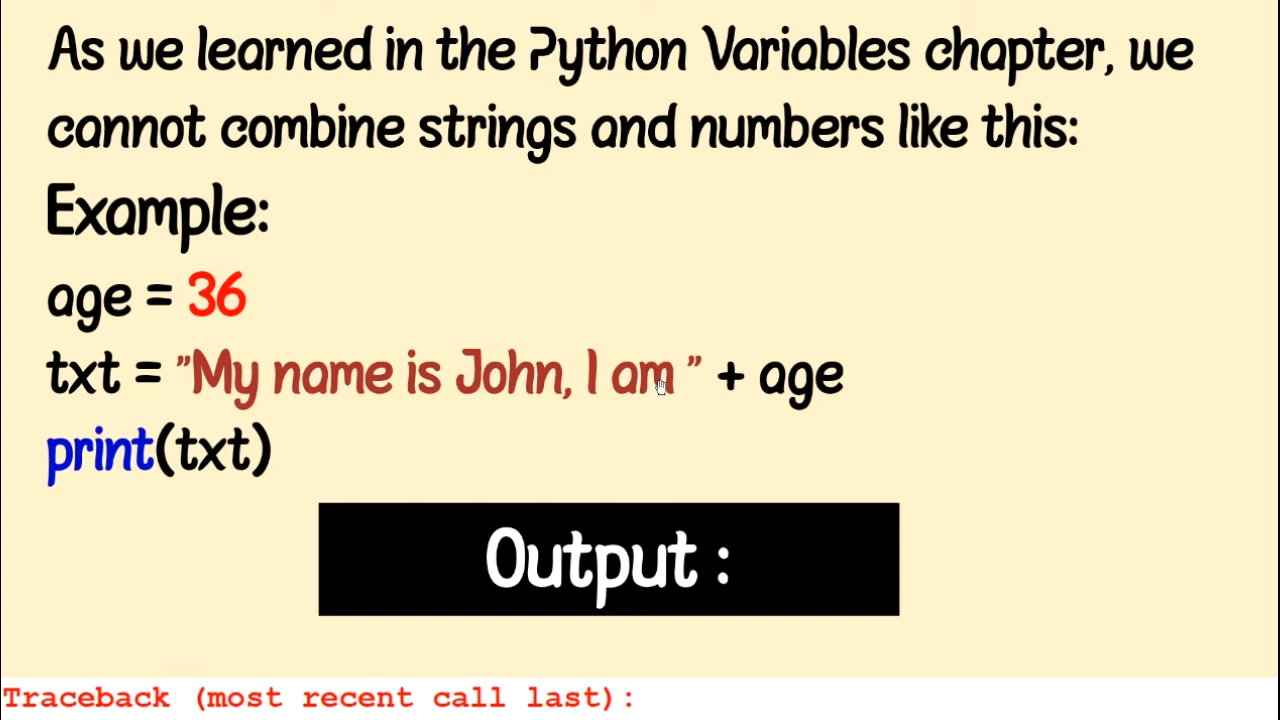 As we learned in the Python Variables chapter, we
cannot combine strings and numbers like this:
Example:
age = 36
txt = "My name is John, I am " + age
print(txt)
Output :
Traceback (most recent call last):